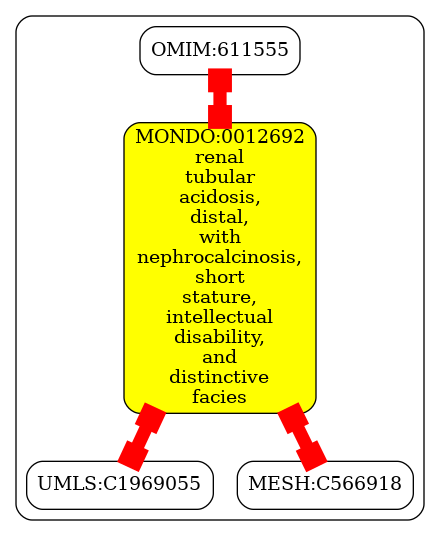 OMIM:611555
MONDO:0012692
renal
tubular
acidosis,
distal,
with
nephrocalcinosis,
short
stature,
intellectual
disability,
and
distinctive
facies
UMLS:C1969055
MESH:C566918